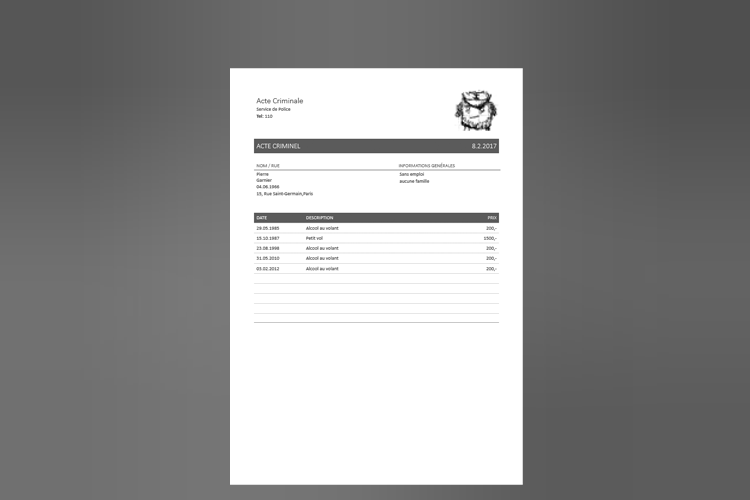 Acte Criminale
Service de Police
Tel: 110
ACTE CRIMINEL 8.2.2017
NOM / RUE INFORMATIONS GENÉRALES
Pierre Sans emploi
Garnier aucune famille
04.06.1966
10, Rue Saint-Germain,Paris
DATE DESCRIPTION PRIX
29.05.1985 Alcool au volant 200,-
15.10.1987 Petit vol 1500,-
23.08.1998 Alcool au volant 200,-
31.05.2010 Alcool au volant 200,-
03.02.2012 Alcool au volant 200,-